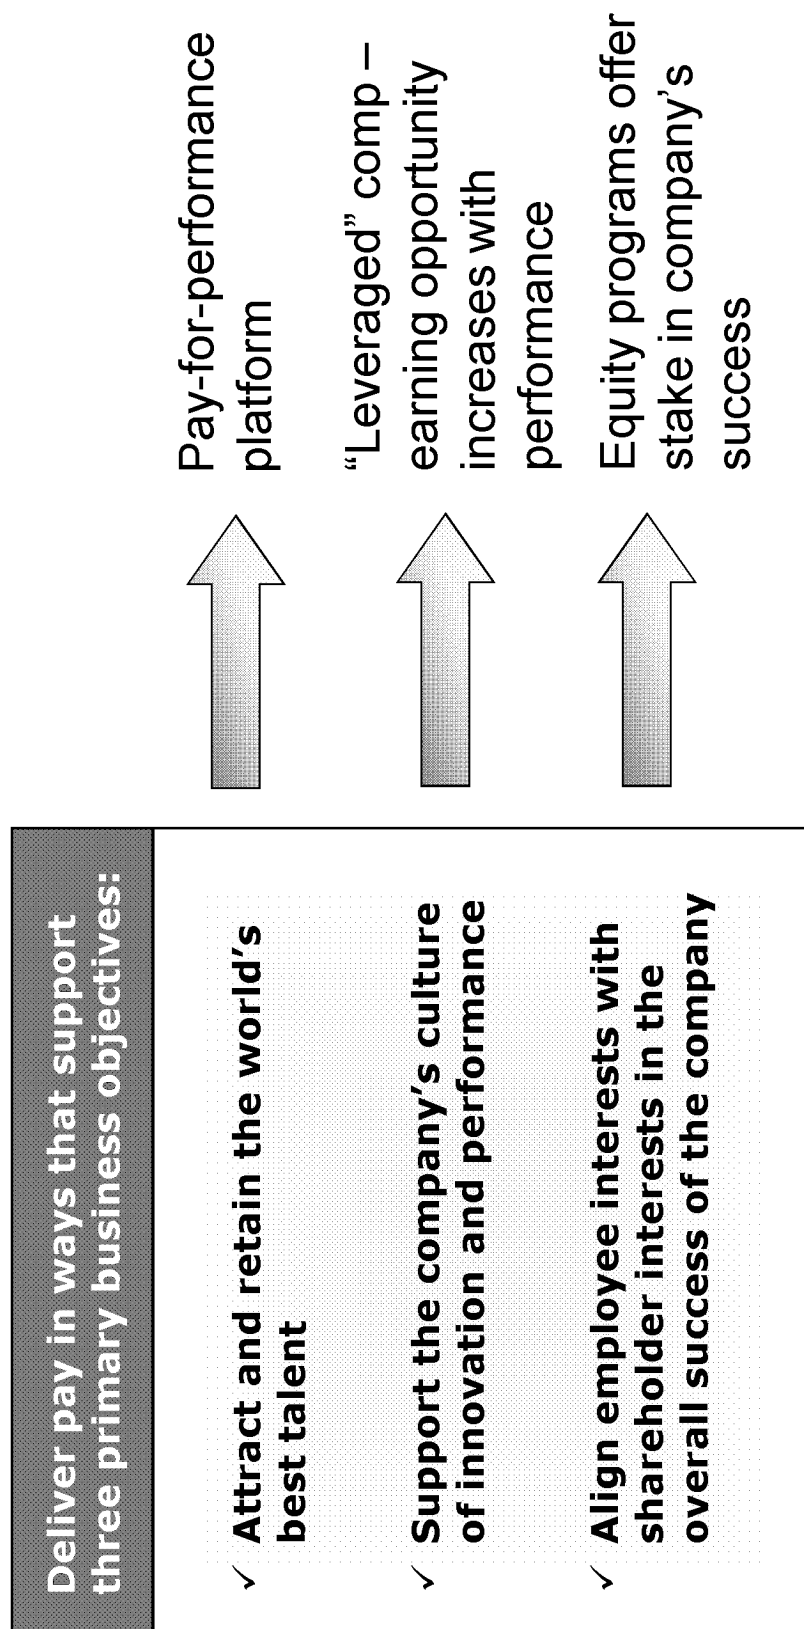 Deliver pay in ways that support
three primary business objectives:
✓ Attract and retain the world’s
best talent
Pay-for-performance
platform
✓ Support the company’s culture
of innovation and performance
“Leveraged” comp –
earning opportunity
increases with
performance
✓ Align employee interests with
shareholder interests in the
overall success of the company
Equity programs offer
stake in company’s
success